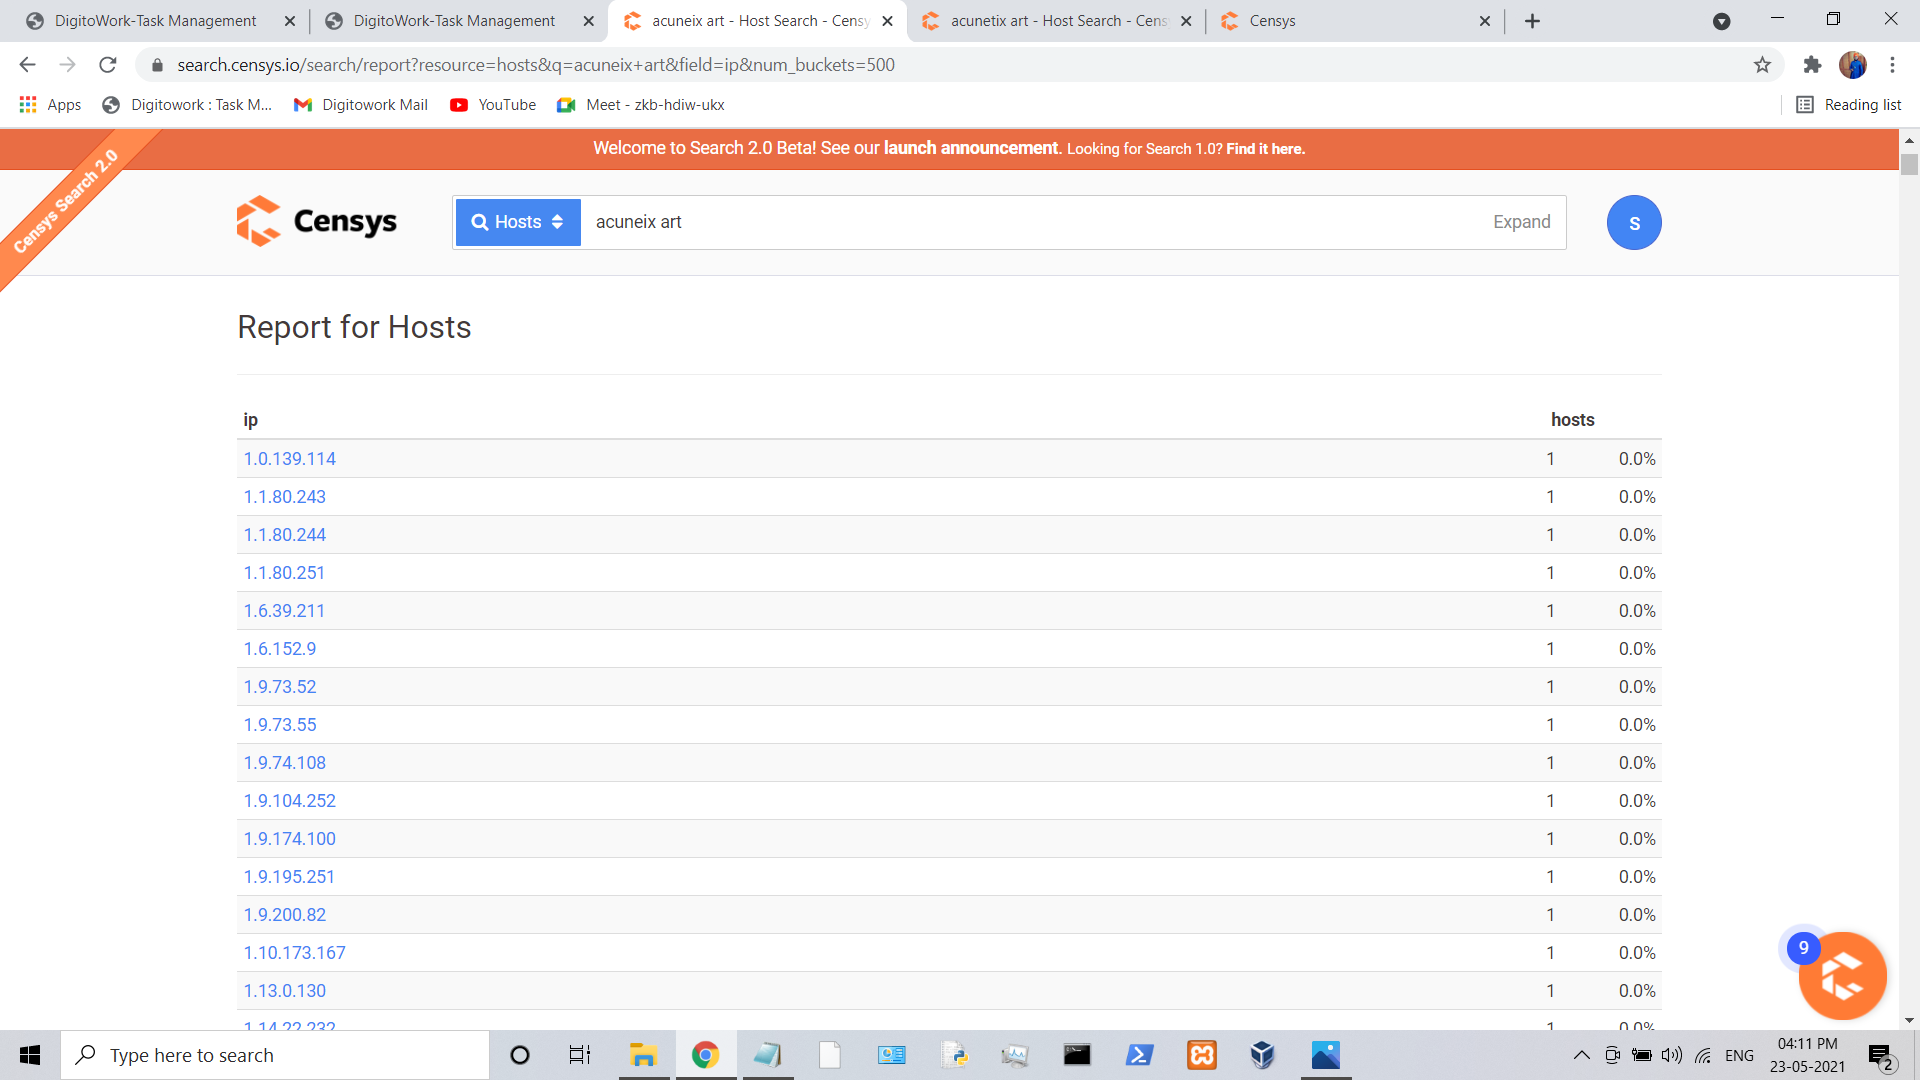 DigitoWork-Task Management
DigitoWork-Task Management
acuneix art - Host Search - Censy
acunetix art - Host Search - Cens
Censys
search.censys.io/search/report?resource=hosts&q=acuneix+art&field=ip&num_buckets=500
Apps
Digitowork : Task M...
Digitowork Mail
YouTube
Meet - zkb-hdiw-ukx
Reading list
Welcome to Search 2.0 Beta! See our launch announcement. Looking for Search 1.0? Find it here.
Censys Search 2.0
Censys
Hosts
acuneix art
Expand
S
Report for Hosts
ip hosts
1.0.139.114 1 0.0%
1.1.80.243 1 0.0%
1.1.80.244 1 0.0%
1.1.80.251 1 0.0%
1.6.39.211 1 0.0%
1.6.152.9 1 0.0%
1.9.73.52 1 0.0%
1.9.73.55 1 0.0%
1.9.74.108 1 0.0%
1.9.104.252 1 0.0%
1.9.174.100 1 0.0%
1.9.195.251 1 0.0%
1.9.200.82 1 0.0%
1.10.173.167 1 0.0%
1.13.0.130 1 0.0%
1.14.22.232 1 0.0%
9
Type here to search
ENG
04:11 PM
23-05-2021
2